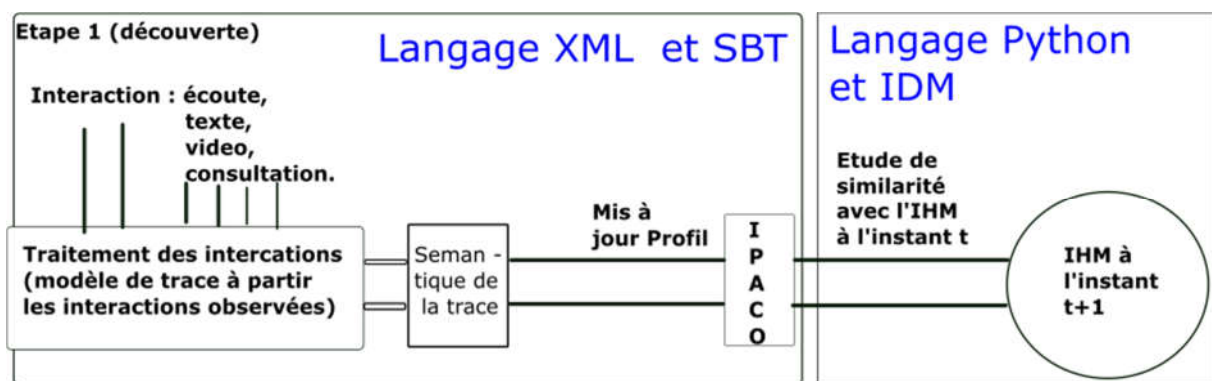 Etape 1 (découverte)
Langage XML et SBT
Interaction : écoute,
texte,
video,
consultation.
Traitement des intercations
(modèle de trace à partir
les interactions observées)
Seman -
tique de
la trace
Mis à
jour Profil
I
P
A
C
O
Langage Python
et IDM
Etude de
similarité
avec l'IHM
à l'instant t
IHM à
l'instant
t+1